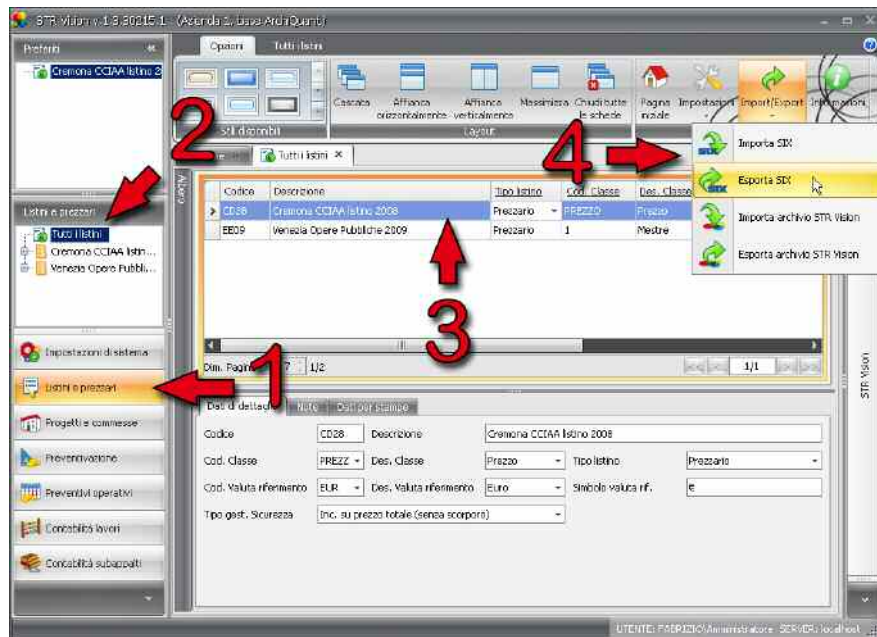 STR Vision v.1.3.30215.1 - (Azienda 1, base ArchiQuant)
Preferiti
Cremona CCIAA listino 2
Opzioni Tutti i listini
Stili disponibili
Cascata
Affianca orizzontalmente
Affianca verticalmente
Massimizza
Chiudi tutte le schede
Layout
Pagina iniziale
Impostazioni
Import/Export
Informazioni
2
4
Importa SIX
Esporta SIX
Importa archivio STR Vision
Esporta archivio STR Vision
Tutti i listini
Albero
Codice Descrizione Tipo listino Cod. Classe Des. Classe
CD28 Cremona CCIAA listino 2008 Prezzario PREZZO Prezzo
EE09 Venezia Opere Pubbliche 2009 Prezzario 1 Mestre
3
Listini e prezzari
Tutti i listini
Cremona CCIAA listin...
Venezia Opere Pubbli...
Impostazioni di sistema
Listini e prezzari
Progetti e commesse
Preventivazione
Preventivi operativi
Contabilità lavori
Contabilità subappalti
1
Dim. Pagina 7 1/2
1/1
STR Vision
Dati di dettaglio Note Dati per stampe
Codice CD28 Descrizione Cremona CCIAA listino 2008
Cod. Classe PREZZ Des. Classe Prezzo Tipo listino Prezzario
Cod. Valuta riferimento EUR Des. Valuta riferimento Euro Simbolo valuta rif. €
Tipo gest. Sicurezza Inc. su prezzo totale (senza scorporo)
UTENTE: FABRIZIO\Amministratore SERVER: localhost